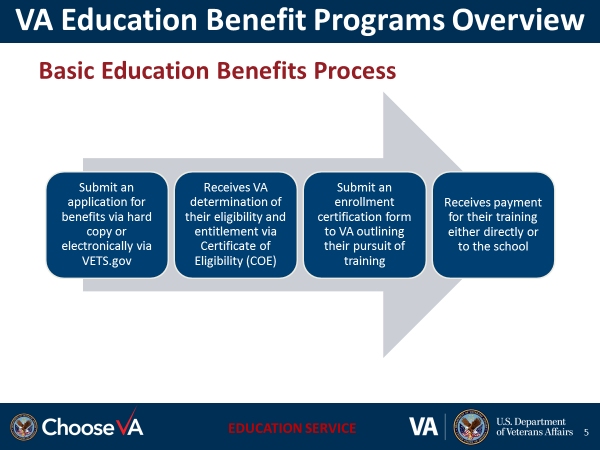 VA Education Benefit Programs Overview
Basic Education Benefits Process
Submit an
application for
benefits via hard
copy or
electronically via
VETS.gov
Receives VA
determination of
their eligibility and
entitlement via
Certificate of
Eligibility (COE)
Submit an
enrollment
certification form
to VA outlining
their pursuit of
training
Receives payment
for their training
either directly or
to the school
Choose VA
EDUCATION SERVICE
VA
U.S. Department
of Veterans Affairs
5